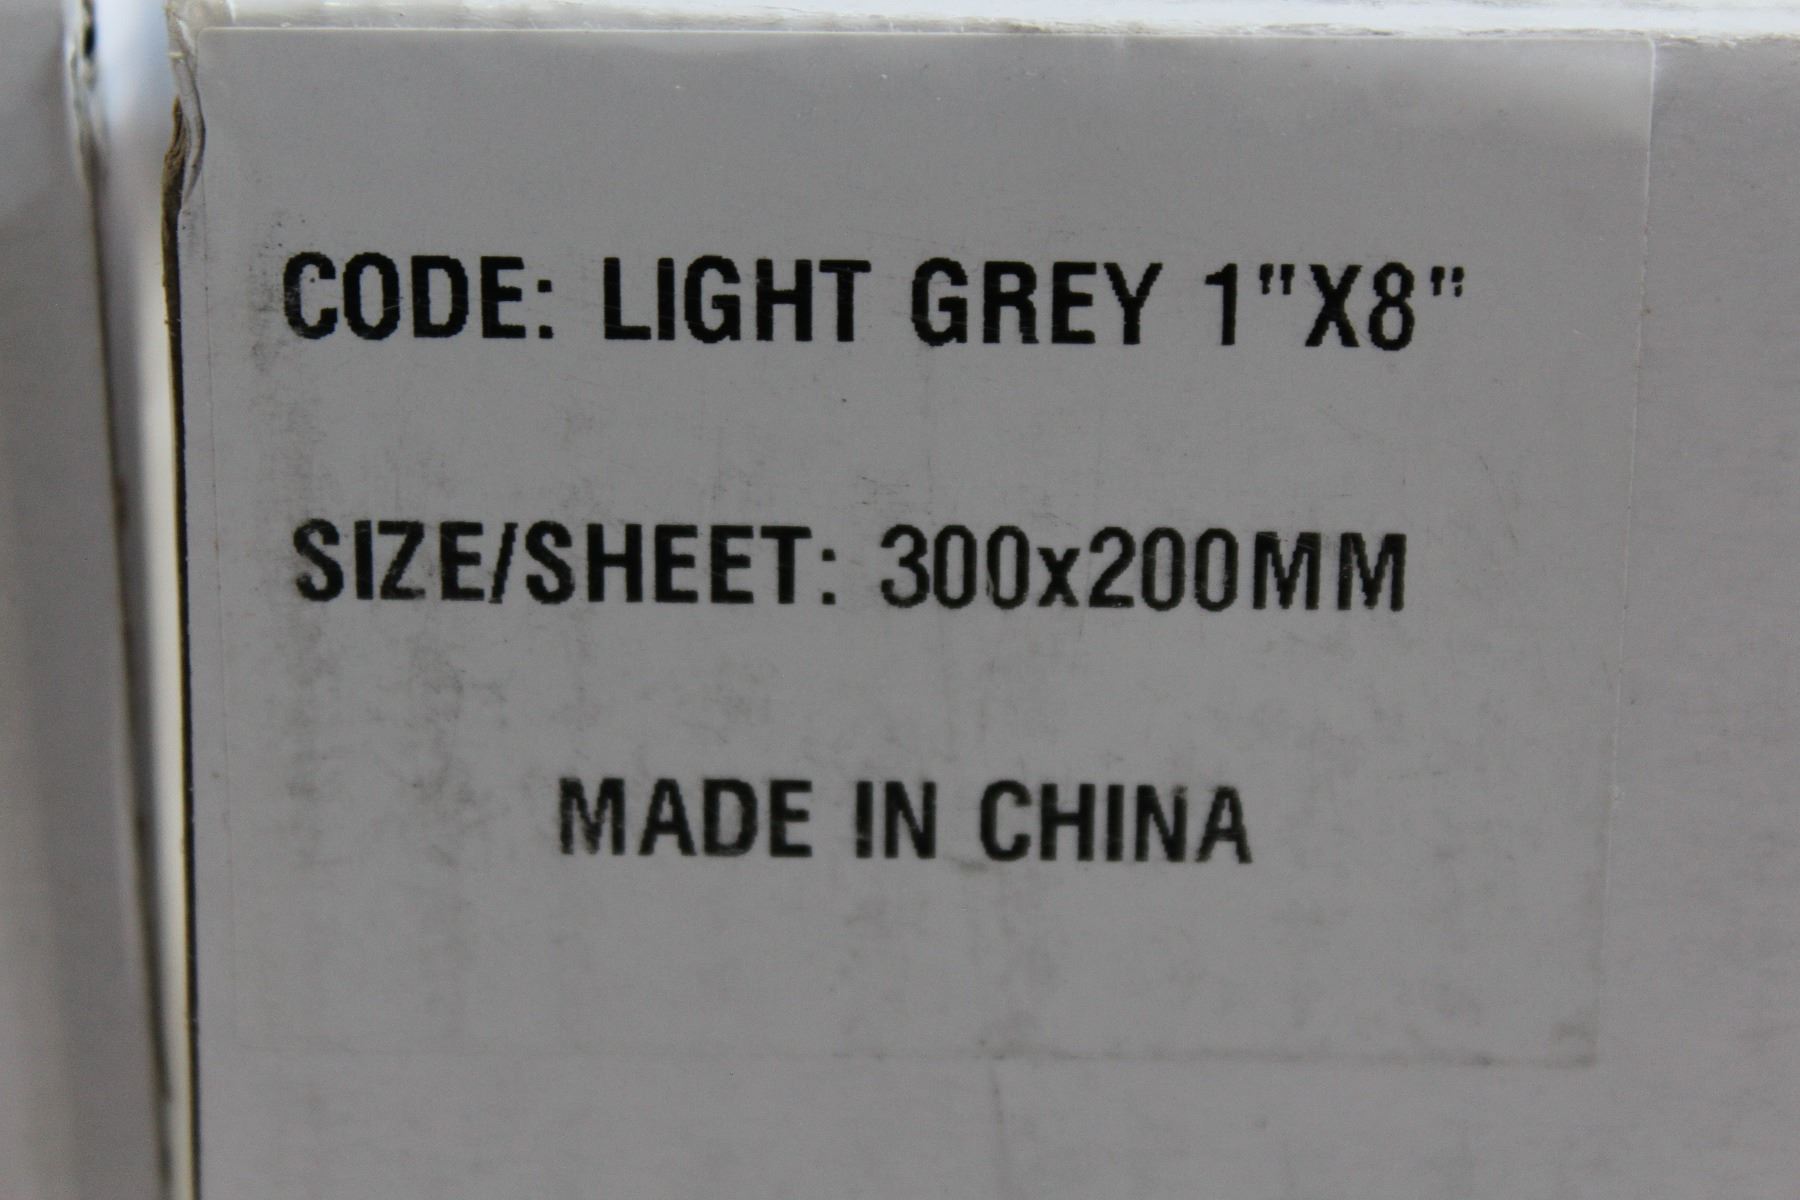 CODE: LIGHT GREY 1"X8"
SIZE/SHEET: 300x200MM
MADE IN CHINA